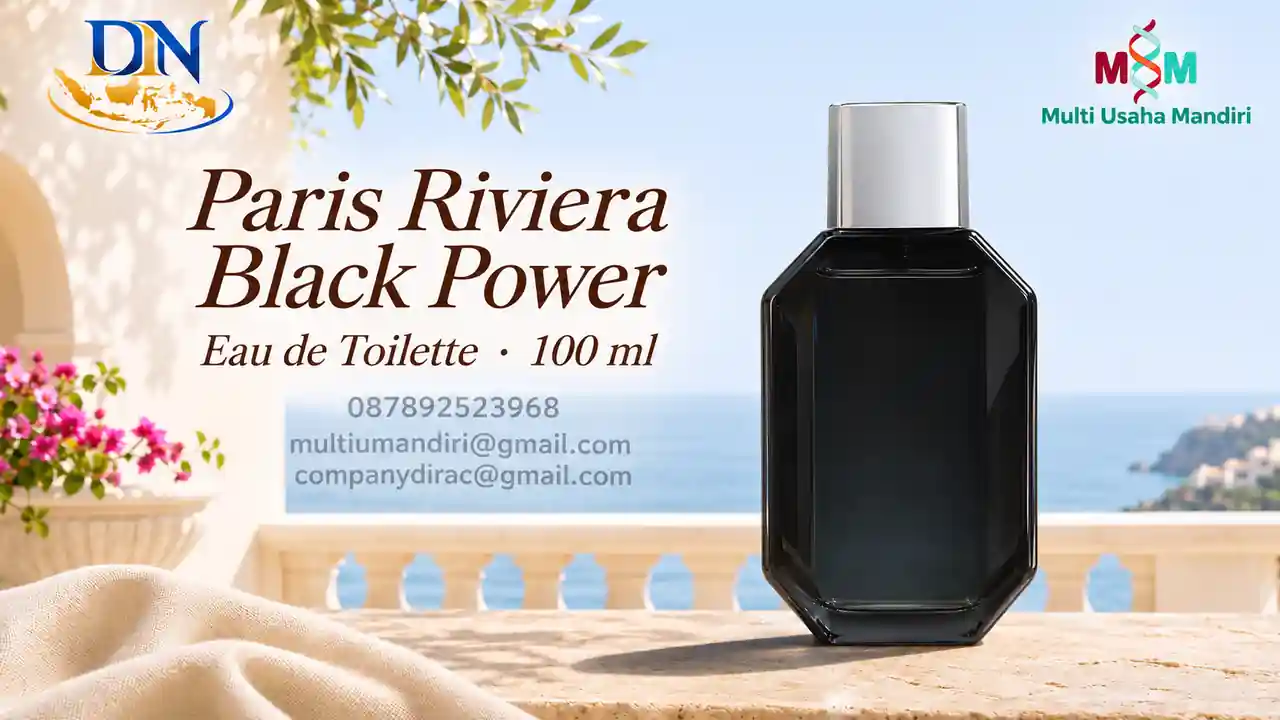 DN
MSM
Multi Usaha Mandiri
Paris Riviera
Black Power
Eau de Toilette · 100 ml
087892523968
multiumandiri@gmail.com
companydirac@gmail.com